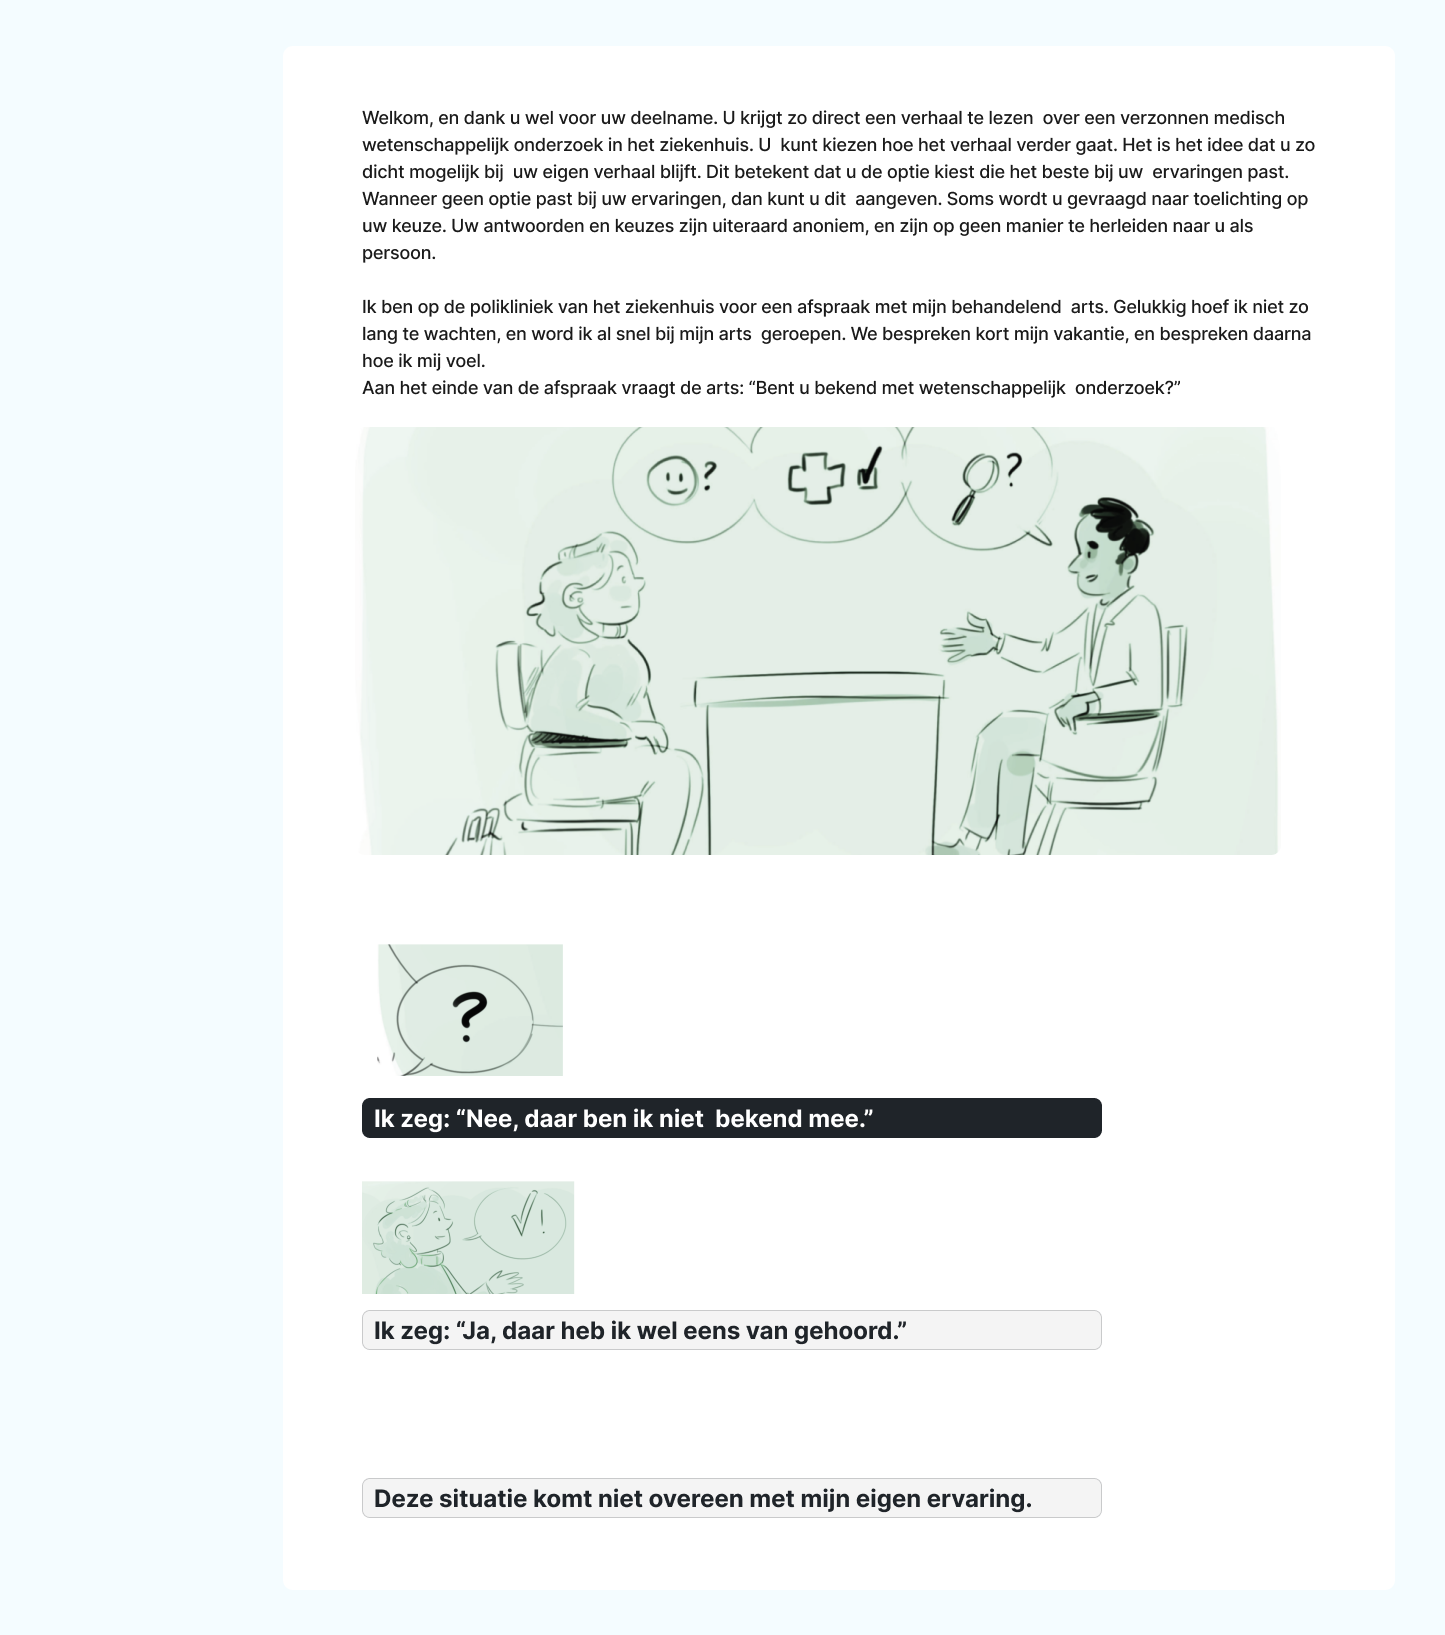 Welkom, en dank u wel voor uw deelname. U krijgt zo direct een verhaal te lezen  over een verzonnen medisch
wetenschappelijk onderzoek in het ziekenhuis. U  kunt kiezen hoe het verhaal verder gaat. Het is het idee dat u zo
dicht mogelijk bij  uw eigen verhaal blijft. Dit betekent dat u de optie kiest die het beste bij uw  ervaringen past.
Wanneer geen optie past bij uw ervaringen, dan kunt u dit  aangeven. Soms wordt u gevraagd naar toelichting op
uw keuze. Uw antwoorden en keuzes zijn uiteraard anoniem, en zijn op geen manier te herleiden naar u als
persoon.
Ik ben op de polikliniek van het ziekenhuis voor een afspraak met mijn behandelend  arts. Gelukkig hoef ik niet zo
lang te wachten, en word ik al snel bij mijn arts  geroepen. We bespreken kort mijn vakantie, en bespreken daarna
hoe ik mij voel.
Aan het einde van de afspraak vraagt de arts: “Bent u bekend met wetenschappelijk  onderzoek?”
?
?
?
Ik zeg: “Nee, daar ben ik niet  bekend mee.”
!
Ik zeg: “Ja, daar heb ik wel eens van gehoord.”
Deze situatie komt niet overeen met mijn eigen ervaring.